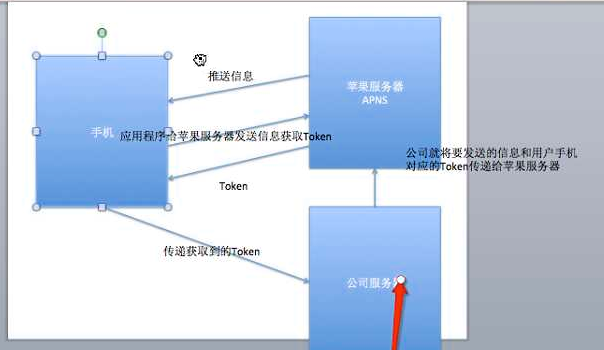 推送信息
苹果服务器
APNS
手机
应用程序给苹果服务器发送信息获取Token
公司就将要发送的信息和用户手机
对应的Token传递给苹果服务器
Token
传递获取到的Token
公司服务